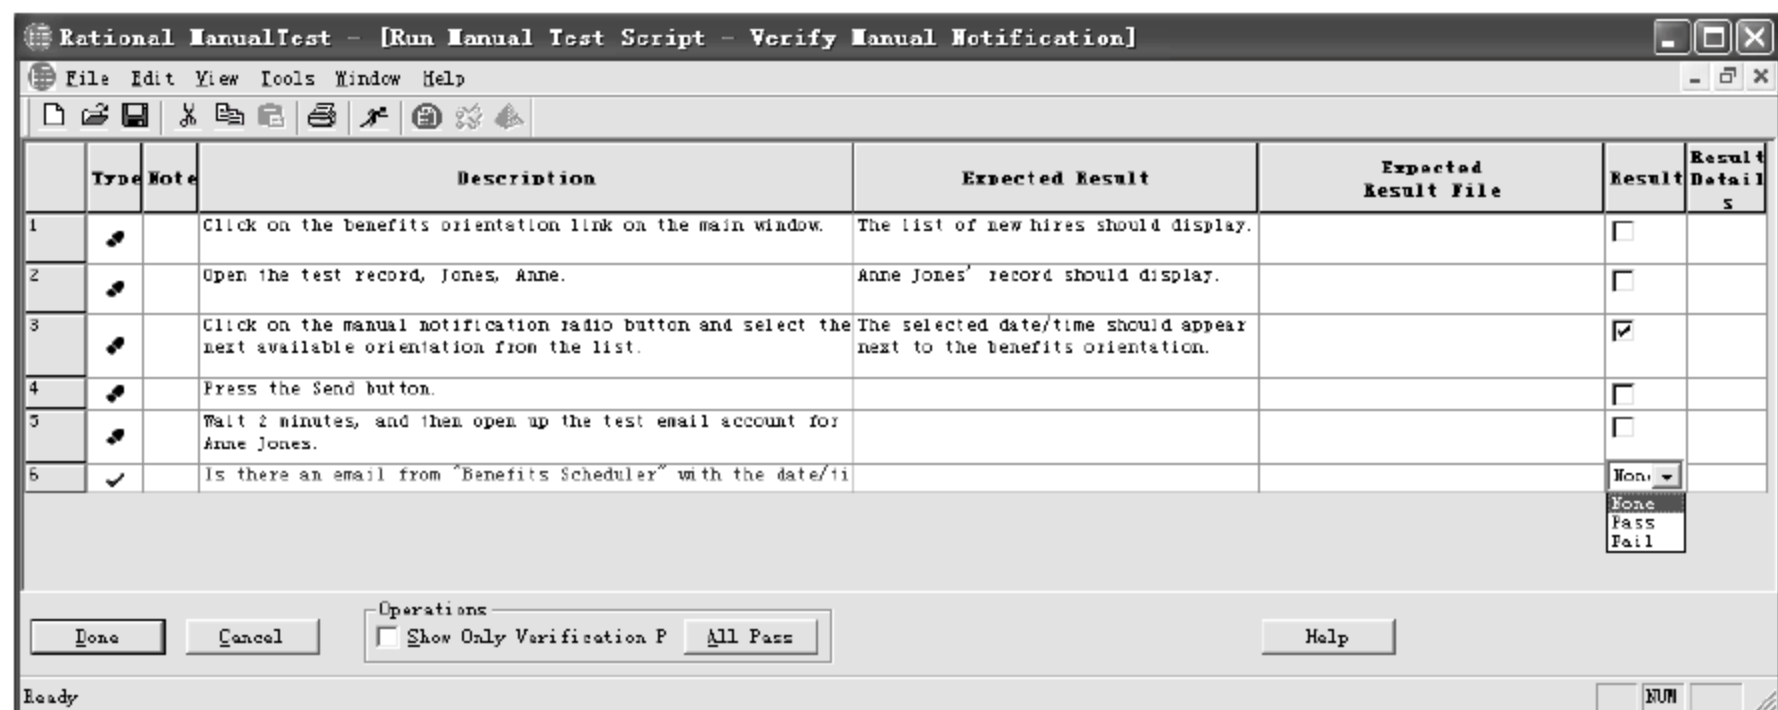 Rational ManualTest - [Run Manual Test Script - Verify Manual Notification]
File Edit View Tools Window Help
Type Note Description Expected Result Expected Result File Result Result Details
1 Click on the benefits orientation link on the main window. The list of new hires should display.
2 Open the test record, Jones, Anne. Anne Jones' record should display.
3 Click on the manual notification radio button and select the The selected date/time should appear
next available orientation from the list. next to the benefits orientation.
4 Press the Send button.
5 Wait 2 minutes, and then open up the test email account for
Anne Jones.
6 Is there an email from "Benefits Scheduler" with the date/ti Non
None
Pass
Fail
Operations
Done Cancel Show Only Verification P All Pass Help
Ready NUM